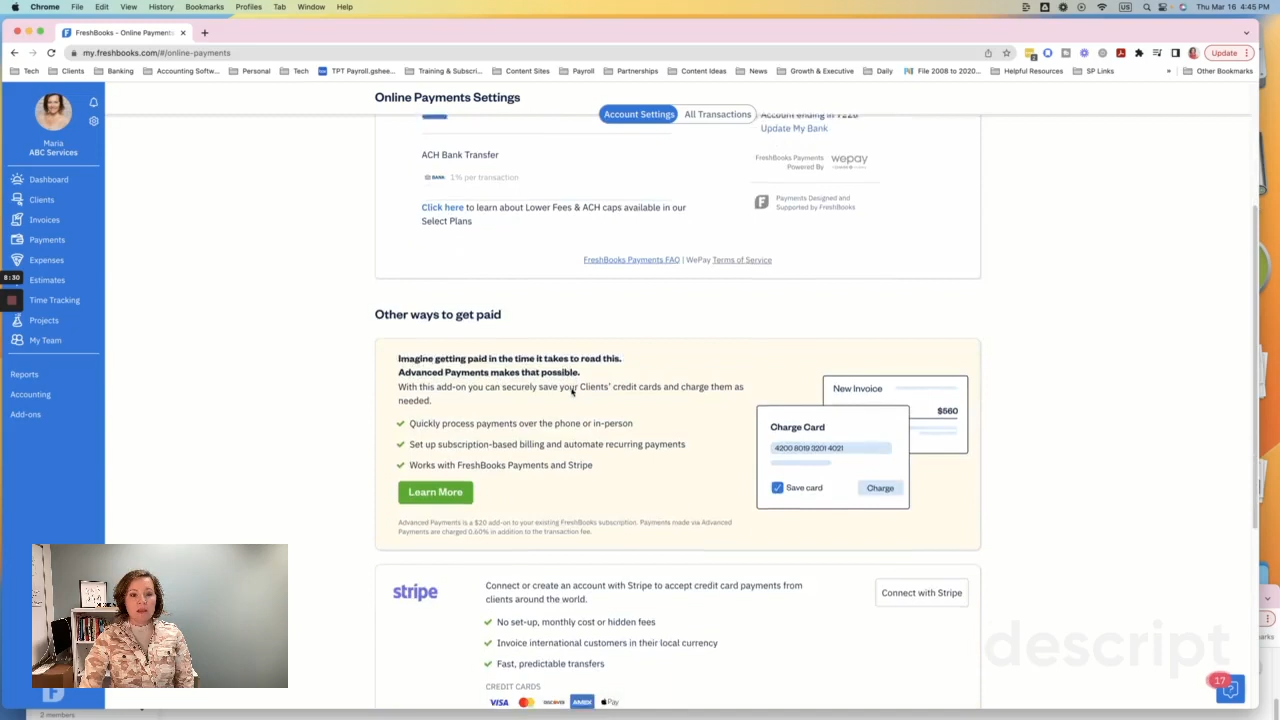 Chrome File Edit View History Bookmarks Profiles Tab Window Help
Thu Mar 16 4:45 PM
FreshBooks - Online Payments
my.freshbooks.com/#/online-payments
Update
Tech Clients Banking Accounting Softw... Personal Tech TPT Payroll.gshee... Training & Subscri... Content Sites Payroll Partnerships Content Ideas News Growth & Executive Daily File 2008 to 2020... Helpful Resources SP Links » Other Bookmarks
Maria
ABC Services
Dashboard
Clients
Invoices
Payments
Expenses
8:30
Estimates
Time Tracking
Projects
My Team
Reports
Accounting
Add-ons
2 members
Online Payments Settings
Account Settings All Transactions
Update My Bank
ACH Bank Transfer
BANK 1% per transaction
FreshBooks Payments
Powered By
wepay
Payments Designed and
Supported by FreshBooks
Click here to learn about Lower Fees & ACH caps available in our
Select Plans
FreshBooks Payments FAQ | WePay Terms of Service
Other ways to get paid
Imagine getting paid in the time it takes to read this.
Advanced Payments makes that possible.
With this add-on you can securely save your Clients' credit cards and charge them as
needed.
Quickly process payments over the phone or in-person
Set up subscription-based billing and automate recurring payments
Works with FreshBooks Payments and Stripe
Learn More
Advanced Payments is a $20 add-on to your existing FreshBooks subscription. Payments made via Advanced
Payments are charged 0.60% in addition to the transaction fee.
New Invoice
$560
Charge Card
4200 8019 3201 4021
Save card
Charge
stripe
Connect or create an account with Stripe to accept credit card payments from
clients around the world.
Connect with Stripe
No set-up, monthly cost or hidden fees
Invoice international customers in their local currency
Fast, predictable transfers
CREDIT CARDS
VISA DISCOVER AMEX Pay
descript
17